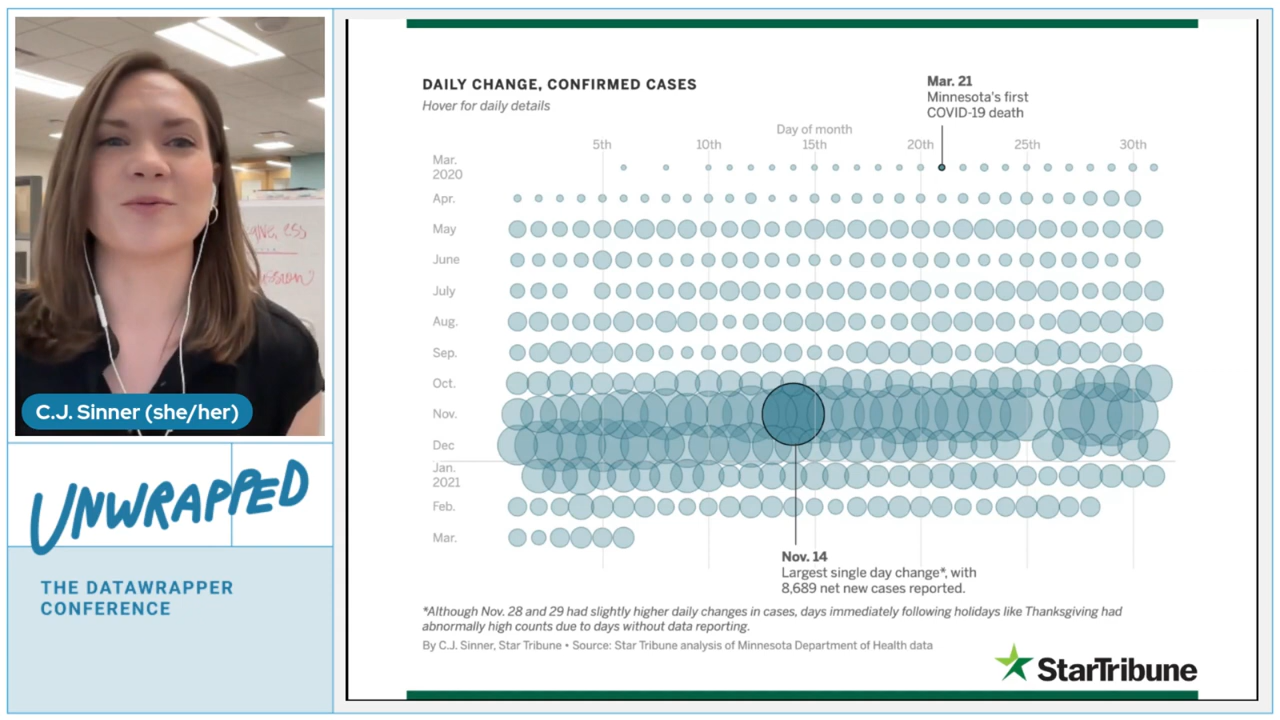 DAILY CHANGE, CONFIRMED CASES
Hover for daily details
Mar. 21
Minnesota's first
COVID-19 death
Day of month
5th 10th 15th 20th 25th 30th
Mar.
2020
Apr.
May
June
July
Aug.
Sep.
Oct.
Nov.
Dec
Jan.
2021
Feb.
Mar.
Nov. 14
Largest single day change*, with
8,689 net new cases reported.
*Although Nov. 28 and 29 had slightly higher daily changes in cases, days immediately following holidays like Thanksgiving had
abnormally high counts due to days without data reporting.
By C.J. Sinner, Star Tribune • Source: Star Tribune analysis of Minnesota Department of Health data
StarTribune
C.J. Sinner (she/her)
UNWRAPPED
THE DATAWRAPPER
CONFERENCE